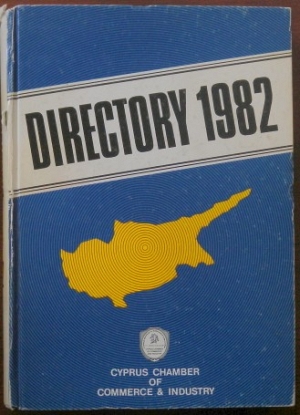 DIRECTORY 1982
CYPRUS CHAMBER
OF
COMMERCE & INDUSTRY